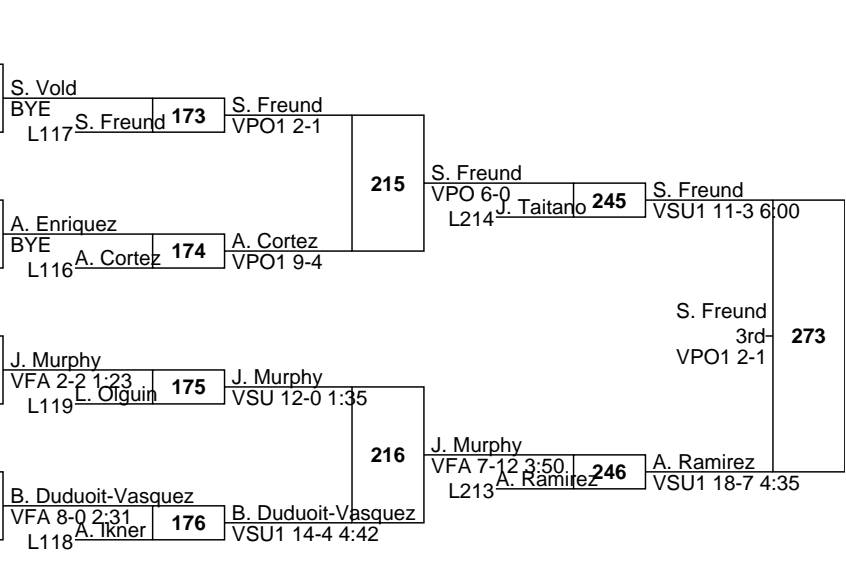 S. Vold
BYE
L117 S. Freund
173
S. Freund
VPO1 2-1
215
A. Enriquez
BYE
L116 A. Cortez
174
A. Cortez
VPO1 9-4
S. Freund
VPO 6-0
L214 J. Taitano
245
S. Freund
VSU1 11-3 6:00
S. Freund
3rd
VPO1 2-1
273
J. Murphy
VFA 2-2 1:23
L119 L. Olguin
175
J. Murphy
VSU 12-0 1:35
216
B. Duduoit-Vasquez
VFA 8-0 2:31
L118 A. Ikner
176
B. Duduoit-Vasquez
VSU1 14-4 4:42
J. Murphy
VFA 7-12 3:50
L213 A. Ramirez
246
A. Ramirez
VSU1 18-7 4:35